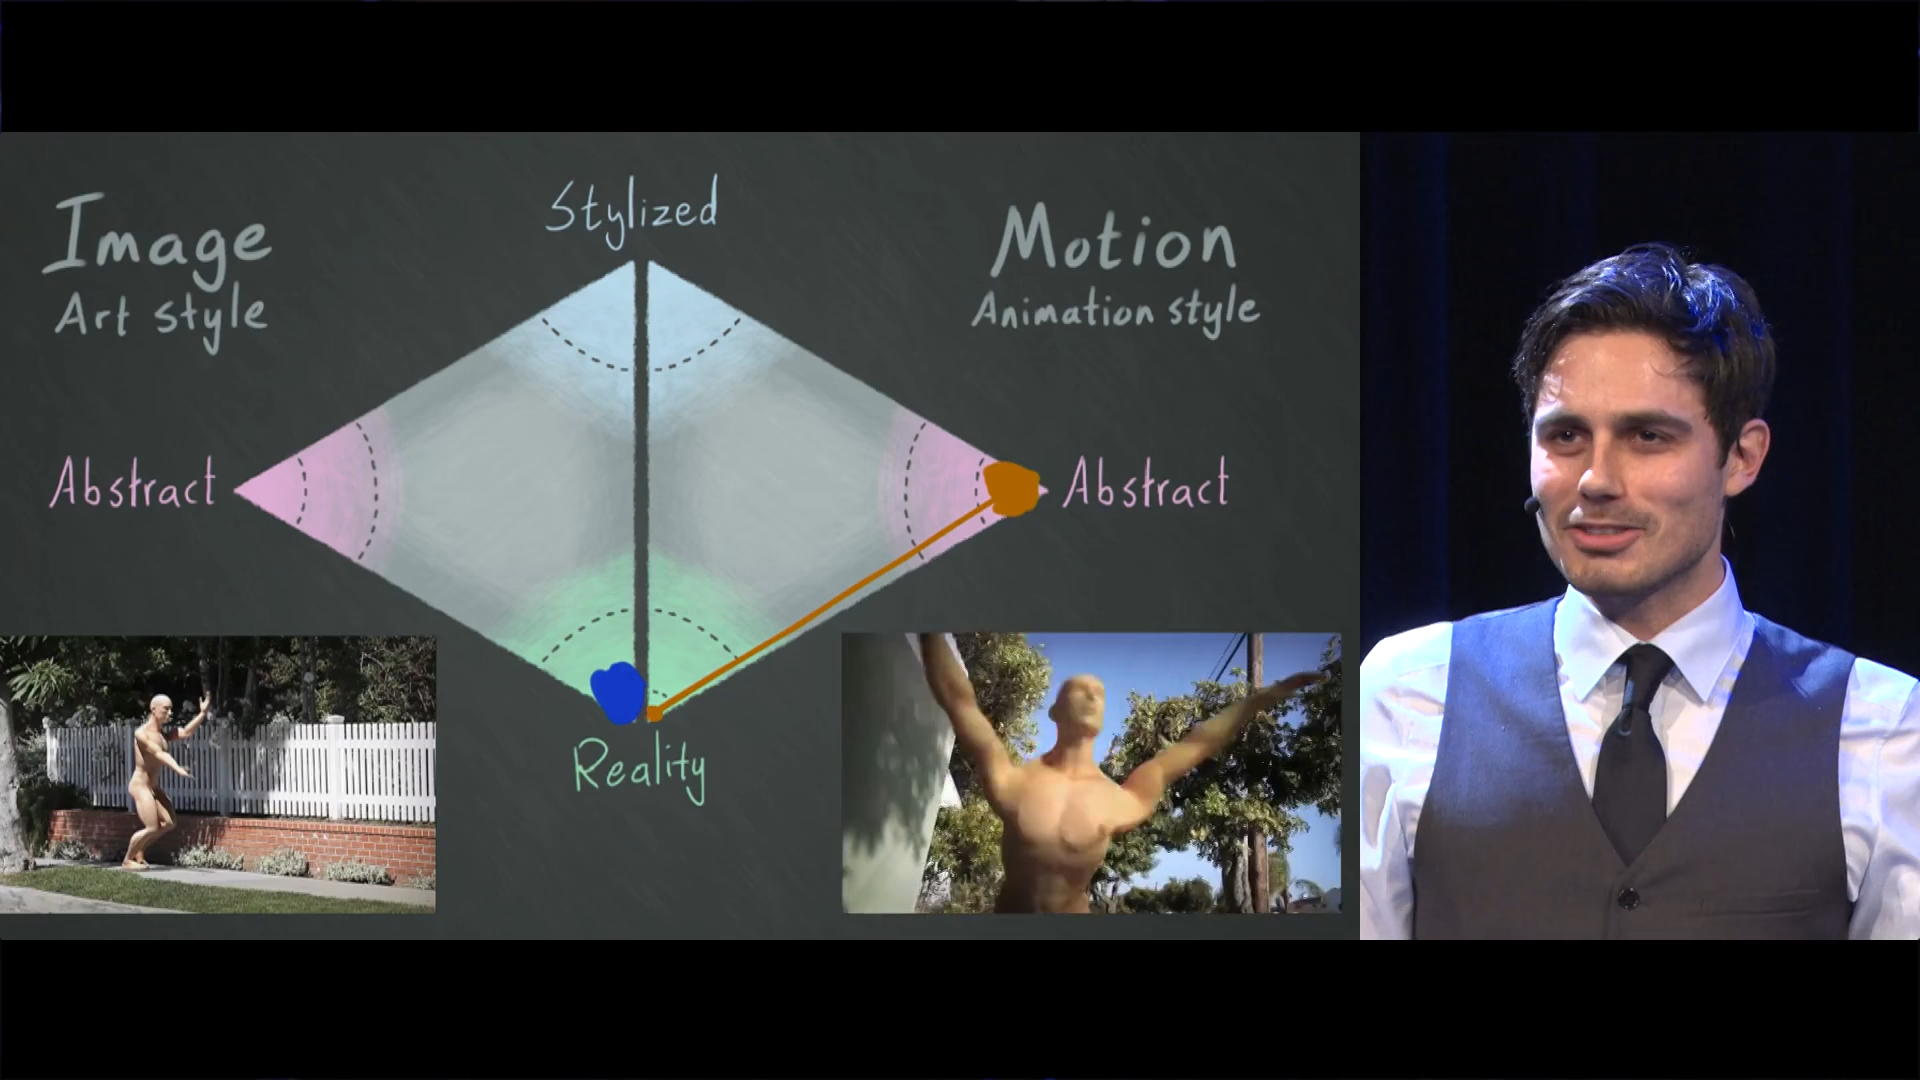 Image
Art style
Stylized
Motion
Animation style
Abstract
Abstract
Reality